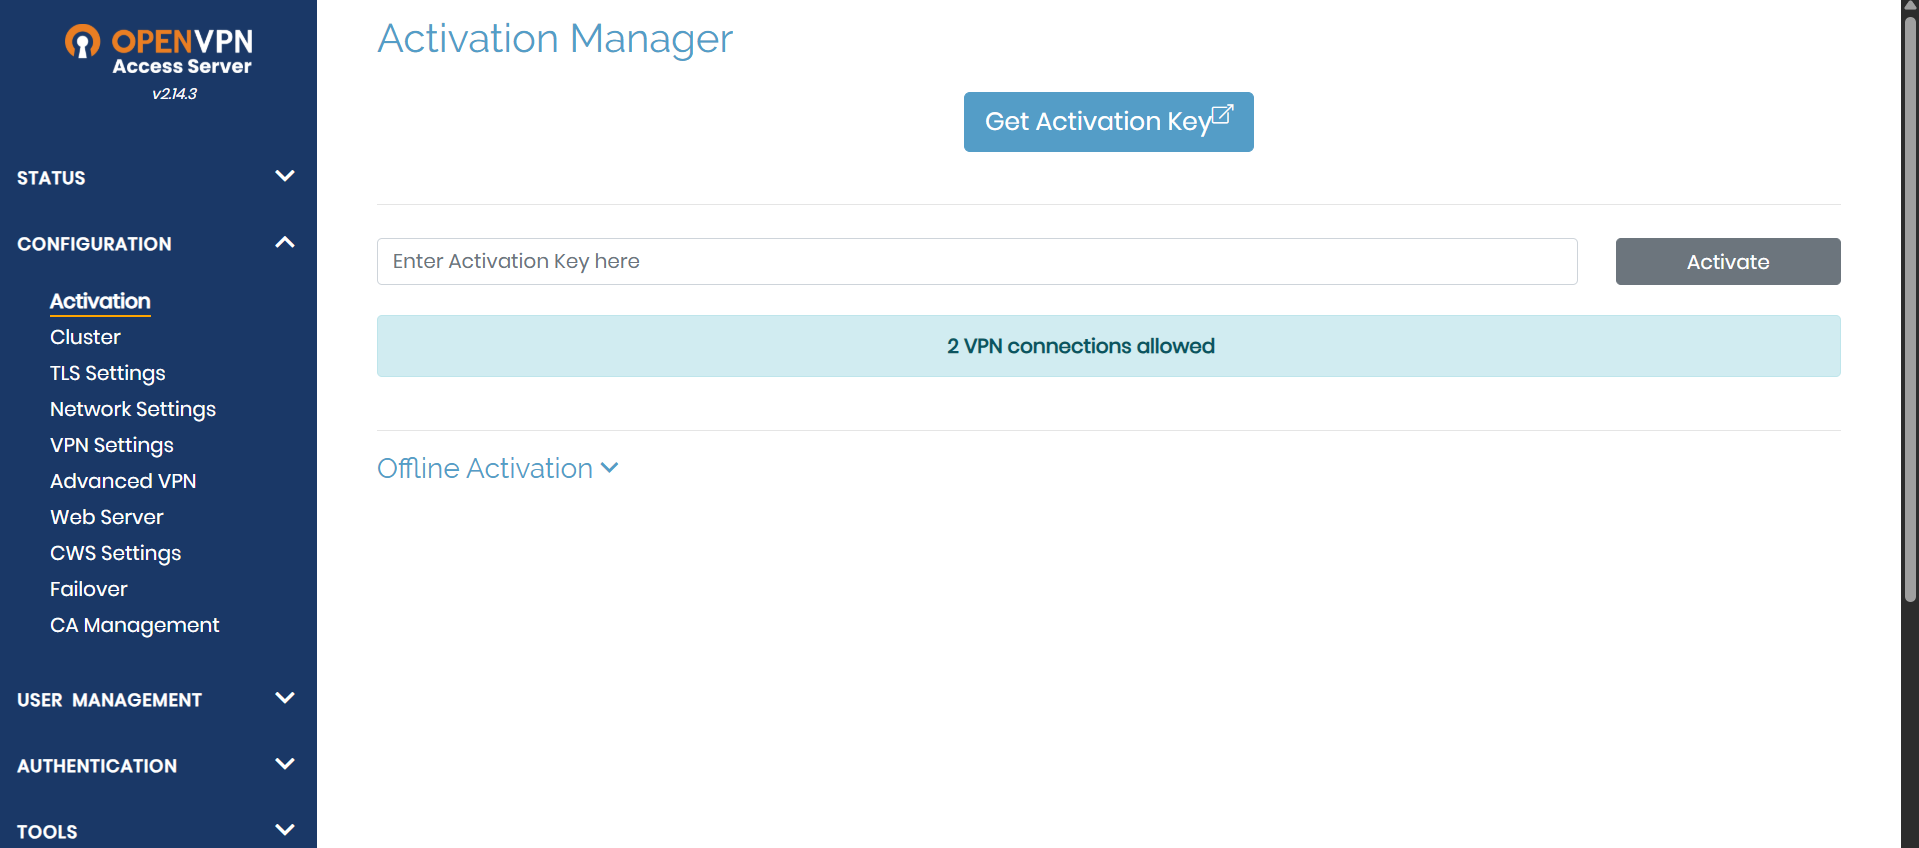 OPENVPN
Access Server
v2.14.3
STATUS
CONFIGURATION
Activation
Cluster
TLS Settings
Network Settings
VPN Settings
Advanced VPN
Web Server
CWS Settings
Failover
CA Management
USER MANAGEMENT
AUTHENTICATION
TOOLS
Activation Manager
Get Activation Key
Enter Activation Key here
Activate
2 VPN connections allowed
Offline Activation